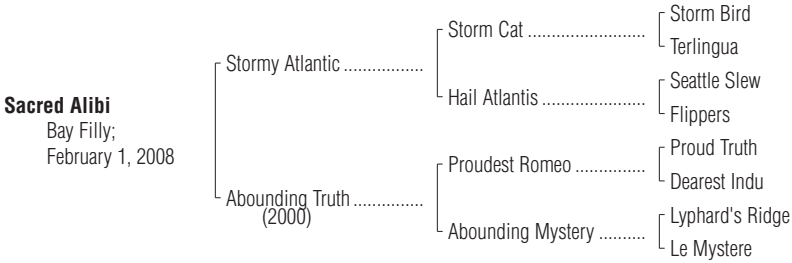 Storm Bird
Storm Cat ........................
Terlingua
Stormy Atlantic ................
Seattle Slew
Hail Atlantis .....................
Flippers
Sacred Alibi
Bay Filly;
February 1, 2008
Proud Truth
Proudest Romeo ...............
Dearest Indu
Abounding Truth ..............
(2000)
Lyphard's Ridge
Abounding Mystery ..........
Le Mystere